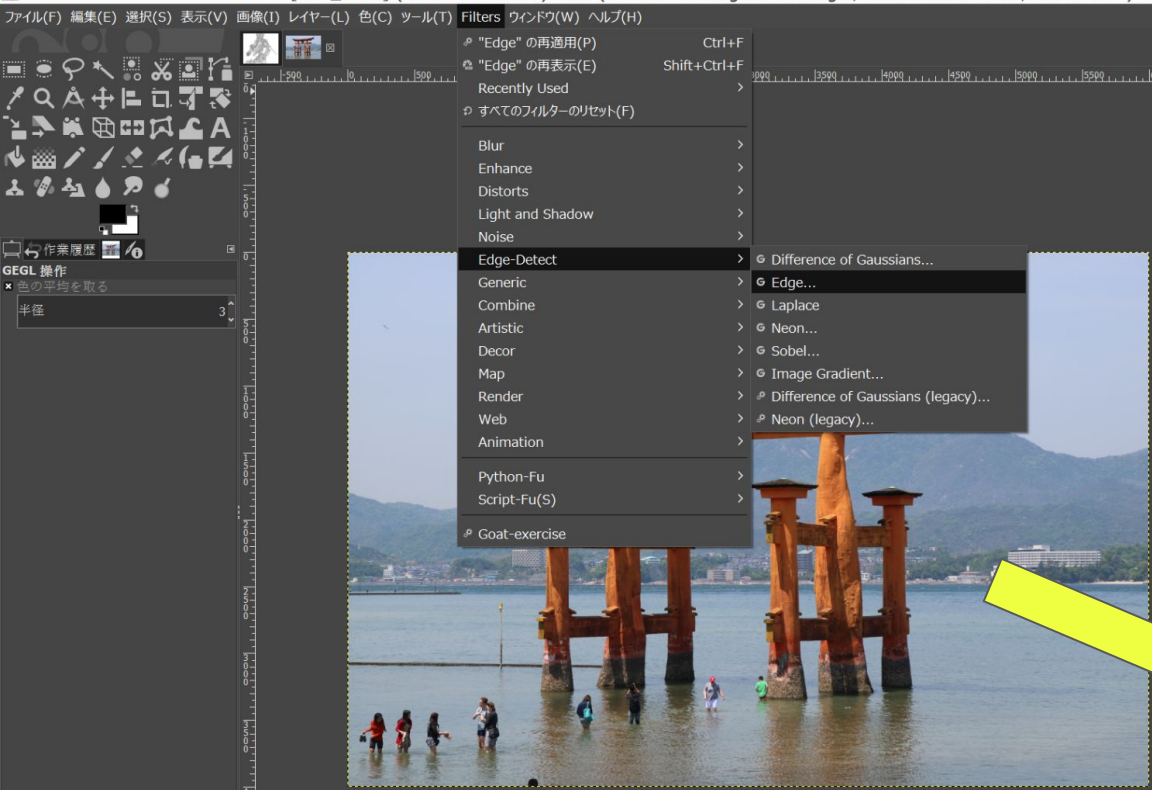 ファイル(F) 編集(E) 選択(S) 表示(V) 画像(I) レイヤー(L) 色(C) ツール(T) Filters ウィンドウ(W) ヘルプ(H)
"Edge" の再適用(P) Ctrl+F
"Edge" の再表示(E) Shift+Ctrl+F
Recently Used
すべてのフィルターのリセット(F)
Blur
Enhance
Distorts
Light and Shadow
Noise
Edge-Detect
Generic
Combine
Artistic
Decor
Map
Render
Web
Animation
Python-Fu
Script-Fu(S)
Goat-exercise
Difference of Gaussians...
Edge...
Laplace
Neon...
Sobel...
Image Gradient...
Difference of Gaussians (legacy)...
Neon (legacy)...
作業履歴
GEGL 操作
色の平均を取る
半径 3
-500 0 500 3500 4000 4500 5000 5500